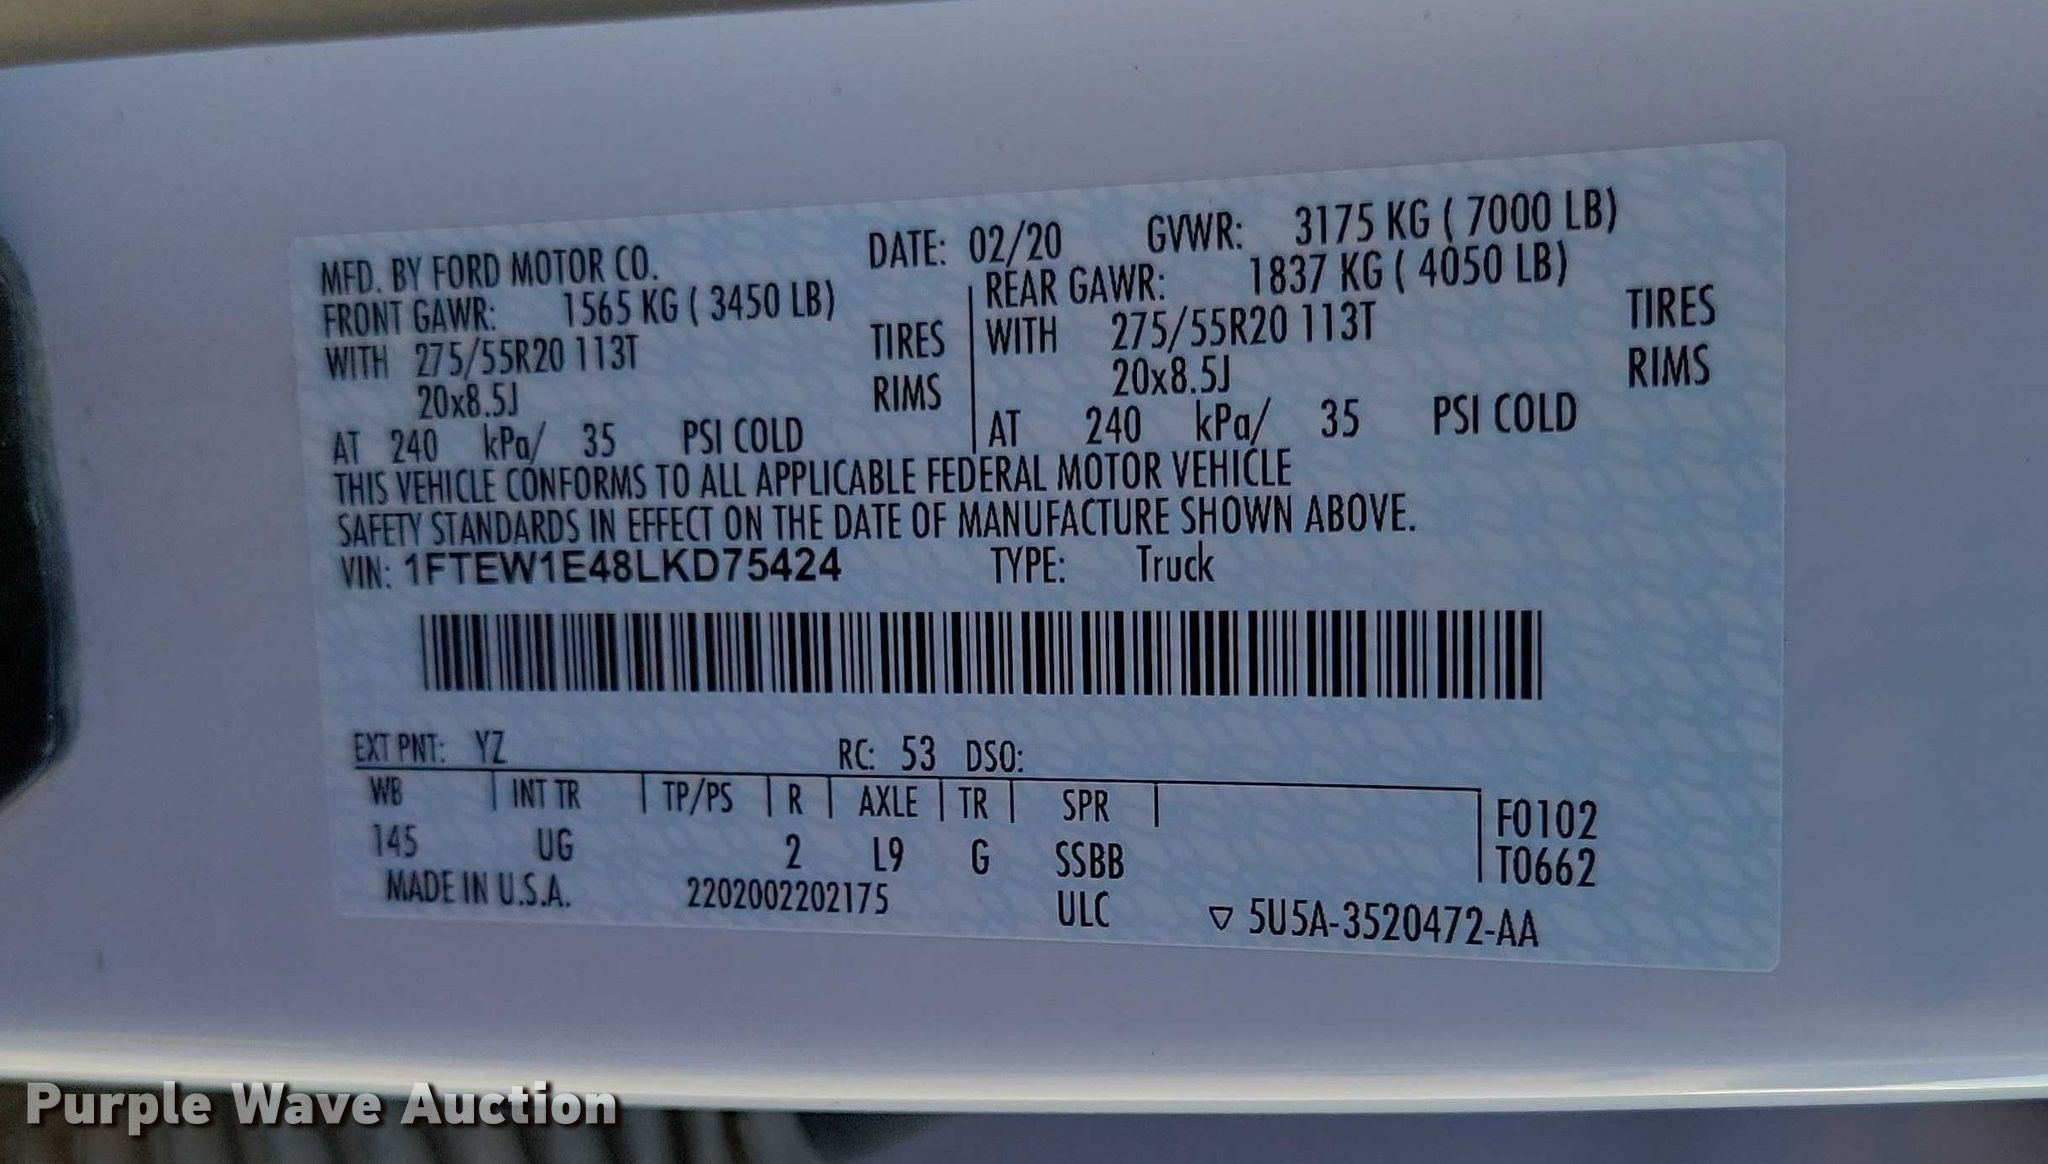 MFD. BY FORD MOTOR CO. DATE: 02/20 GVWR: 3175 KG ( 7000 LB)
FRONT GAWR: 1565 KG ( 3450 LB) REAR GAWR: 1837 KG ( 4050 LB)
WITH 275/55R20 113T TIRES WITH 275/55R20 113T TIRES
20x8.5J RIMS 20x8.5J RIMS
AT 240 kPa/ 35 PSI COLD AT 240 kPa/ 35 PSI COLD
THIS VEHICLE CONFORMS TO ALL APPLICABLE FEDERAL MOTOR VEHICLE
SAFETY STANDARDS IN EFFECT ON THE DATE OF MANUFACTURE SHOWN ABOVE.
VIN: 1FTEW1E48LKD75424 TYPE: Truck
EXT PNT: YZ RC: 53 DSO:
WB INT TR TP/PS R AXLE TR SPR F0102
145 UG 2 L9 G SSBB T0662
MADE IN U.S.A. 2202002202175 ULC ▽ 5U5A-3520472-AA
Purple Wave Auction